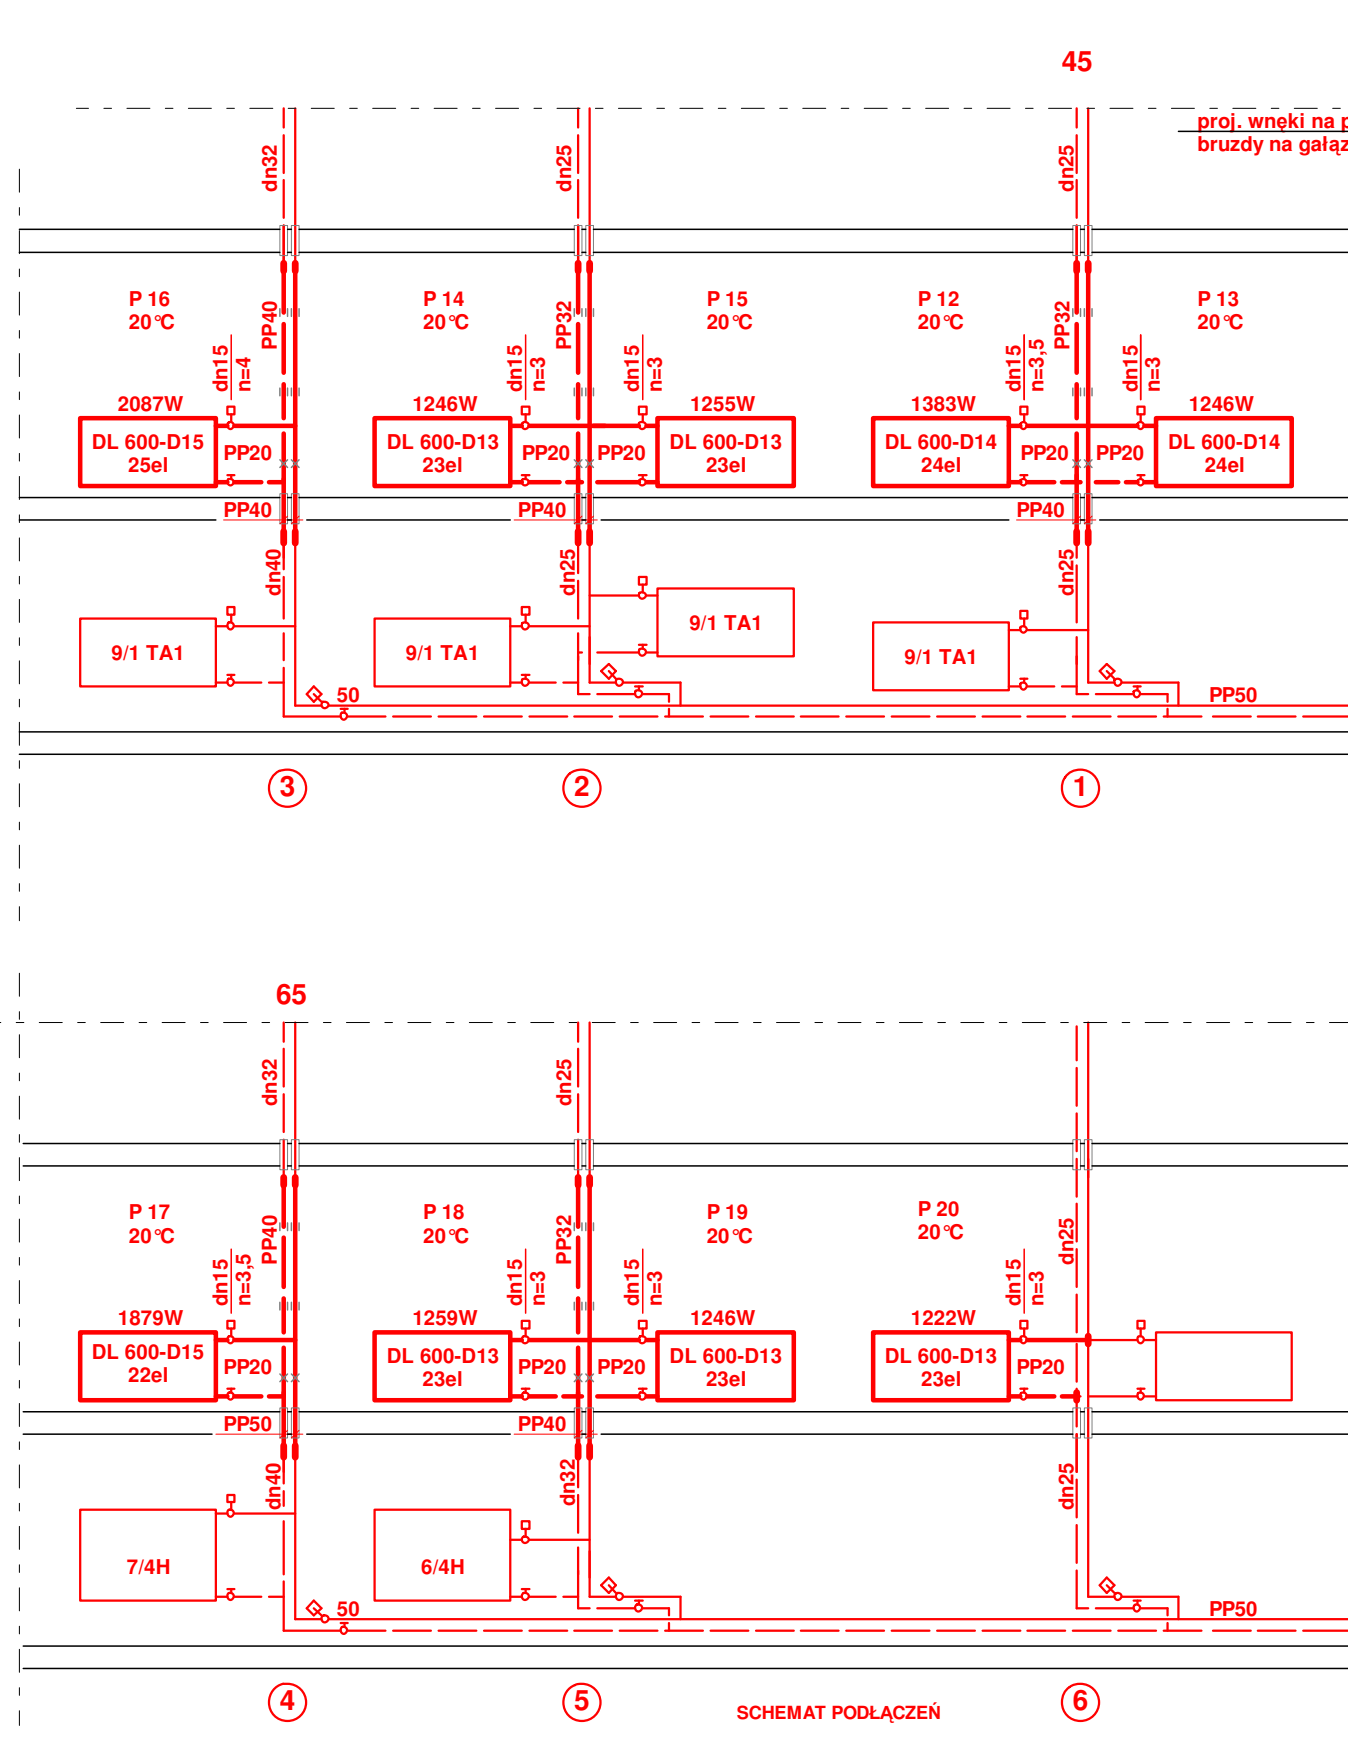 45
proj. wnęki na p
bruzdy na gałąz
dn32
dn25
dn25
P 16
20°C
P 14
20°C
P 15
20°C
P 12
20°C
P 13
20°C
PP40
PP32
PP32
dn15
n=4
dn15
n=3
dn15
n=3
dn15
n=3,5
dn15
n=3
2087W
1246W
1255W
1383W
1246W
DL 600-D15
25el
PP20
DL 600-D13
23el
PP20
PP20
DL 600-D13
23el
DL 600-D14
24el
PP20
PP20
DL 600-D14
24el
PP40
PP40
PP40
dn40
dn25
dn25
9/1 TA1
9/1 TA1
9/1 TA1
9/1 TA1
50
PP50
3
2
1
65
dn32
dn25
P 17
20°C
P 18
20°C
P 19
20°C
P 20
20°C
PP40
PP32
dn25
dn15
n=3,5
dn15
n=3
dn15
n=3
dn15
n=3
1879W
1259W
1246W
1222W
DL 600-D15
22el
PP20
DL 600-D13
23el
PP20
PP20
DL 600-D13
23el
DL 600-D13
23el
PP20
PP50
PP40
dn40
dn32
dn25
7/4H
6/4H
50
PP50
4
5
SCHEMAT PODŁĄCZEŃ
6